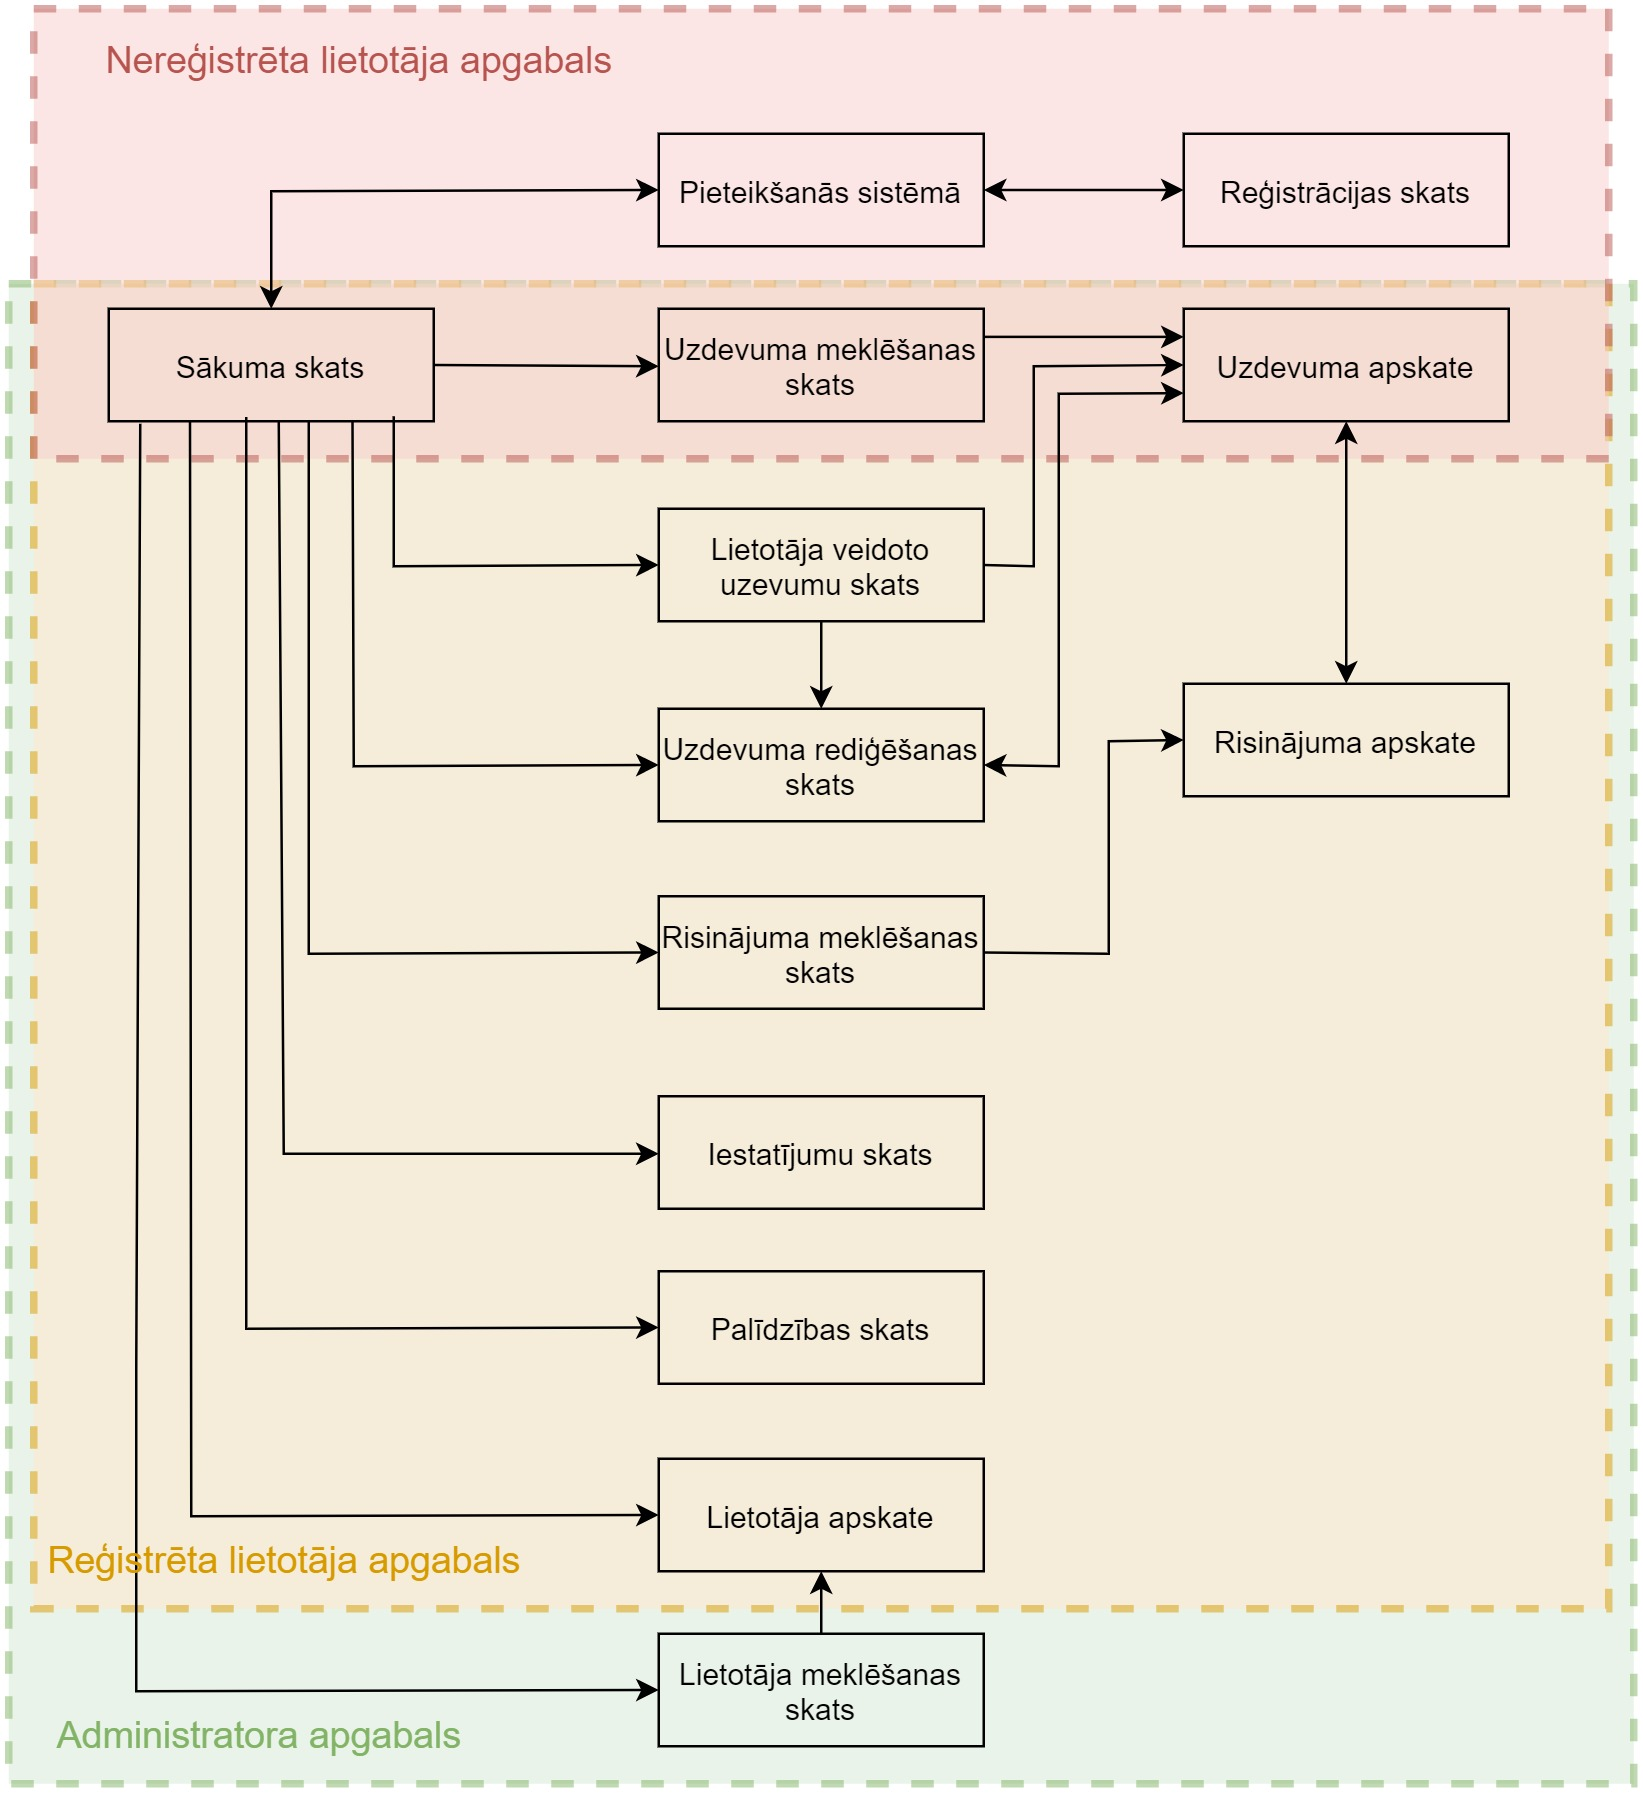 Nereģistrēta lietotāja apgabals
Pieteikšanās sistēmā
Reģistrācijas skats
Sākuma skats
Uzdevuma meklēšanas
skats
Uzdevuma apskate
Lietotāja veidoto
uzevumu skats
Uzdevuma rediģēšanas
skats
Risinājuma apskate
Risinājuma meklēšanas
skats
Iestatījumu skats
Palīdzības skats
Lietotāja apskate
Reģistrēta lietotāja apgabals
Lietotāja meklēšanas
skats
Administratora apgabals